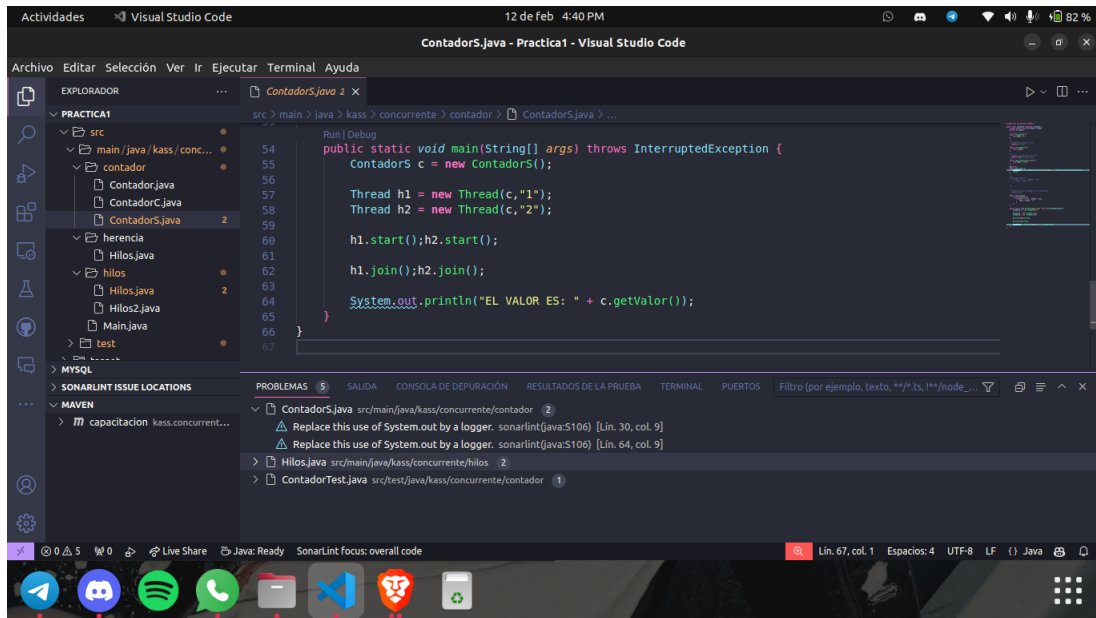 Actividades
Visual Studio Code
12 de feb 4:40 PM
82 %
ContadorS.java - Practica1 - Visual Studio Code
Archivo Editar Selección Ver Ir Ejecutar Terminal Ayuda
EXPLORADOR
PRACTICA1
src
main / java / kass / conc...
contador
Contador.java
ContadorC.java
ContadorS.java 2
herencia
Hilos.java
hilos
Hilos.java 2
Hilos2.java
Main.java
test
MYSQL
SONARLINT ISSUE LOCATIONS
MAVEN
capacitacion kass.concurrent...
ContadorS.java 2
src > main > java > kass > concurrente > contador > ContadorS.java > ...
Run | Debug
54 public static void main(String[] args) throws InterruptedException {
55 ContadorS c = new ContadorS();
56
57 Thread h1 = new Thread(c,"1");
58 Thread h2 = new Thread(c,"2");
59
60 h1.start();h2.start();
61
62 h1.join();h2.join();
63
64 System.out.println("EL VALOR ES: " + c.getValor());
65 }
66 }
67
PROBLEMAS 5 SALIDA CONSOLA DE DEPURACIÓN RESULTADOS DE LA PRUEBA TERMINAL PUERTOS Filtro (por ejemplo, texto, **/*.ts, !**/node_...
ContadorS.java src/main/java/kass/concurrente/contador 2
Replace this use of System.out by a logger. sonarlint(java:S106) [Lín. 30, col. 9]
Replace this use of System.out by a logger. sonarlint(java:S106) [Lín. 64, col. 9]
Hilos.java src/main/java/kass/concurrente/hilos 2
ContadorTest.java src/test/java/kass/concurrente/contador 1
0 5 0 Live Share Java: Ready SonarLint focus: overall code Lín. 67, col. 1 Espacios: 4 UTF-8 LF {} Java